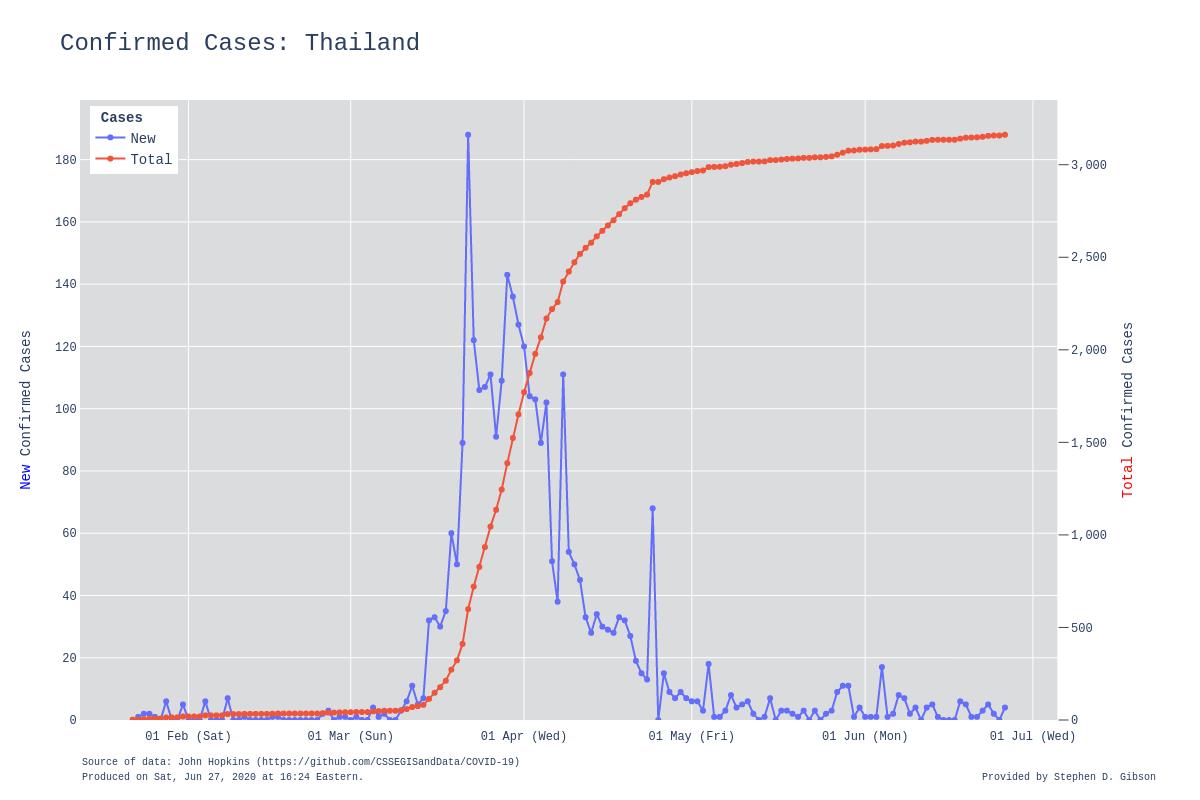 Confirmed Cases: Thailand
Cases
New
Total
180
160
140
120
100
80
60
40
20
0
3,000
2,500
2,000
1,500
1,000
500
0
New Confirmed Cases
Total Confirmed Cases
01 Feb (Sat)
01 Mar (Sun)
01 Apr (Wed)
01 May (Fri)
01 Jun (Mon)
01 Jul (Wed)
Source of data: John Hopkins (https://github.com/CSSEGISandData/COVID-19)
Produced on Sat, Jun 27, 2020 at 16:24 Eastern.
Provided by Stephen D. Gibson